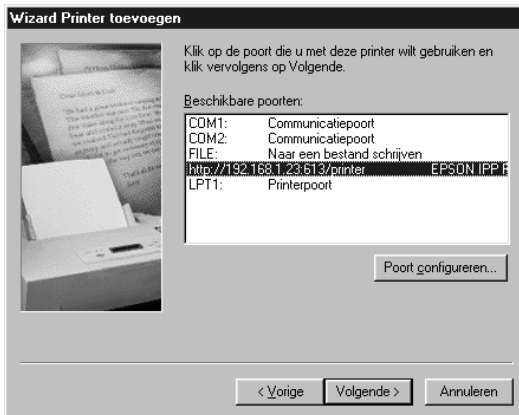 Wizard Printer toevoegen
Klik op de poort die u met deze printer wilt gebruiken en
klik vervolgens op Volgende.
Beschikbare poorten:
COM1: Communicatiepoort
COM2: Communicatiepoort
FILE: Naar een bestand schrijven
http://192.168.1.23:613/printer EPSON IPP P
LPT1: Printerpoort
Poort configureren...
< Vorige
Volgende >
Annuleren